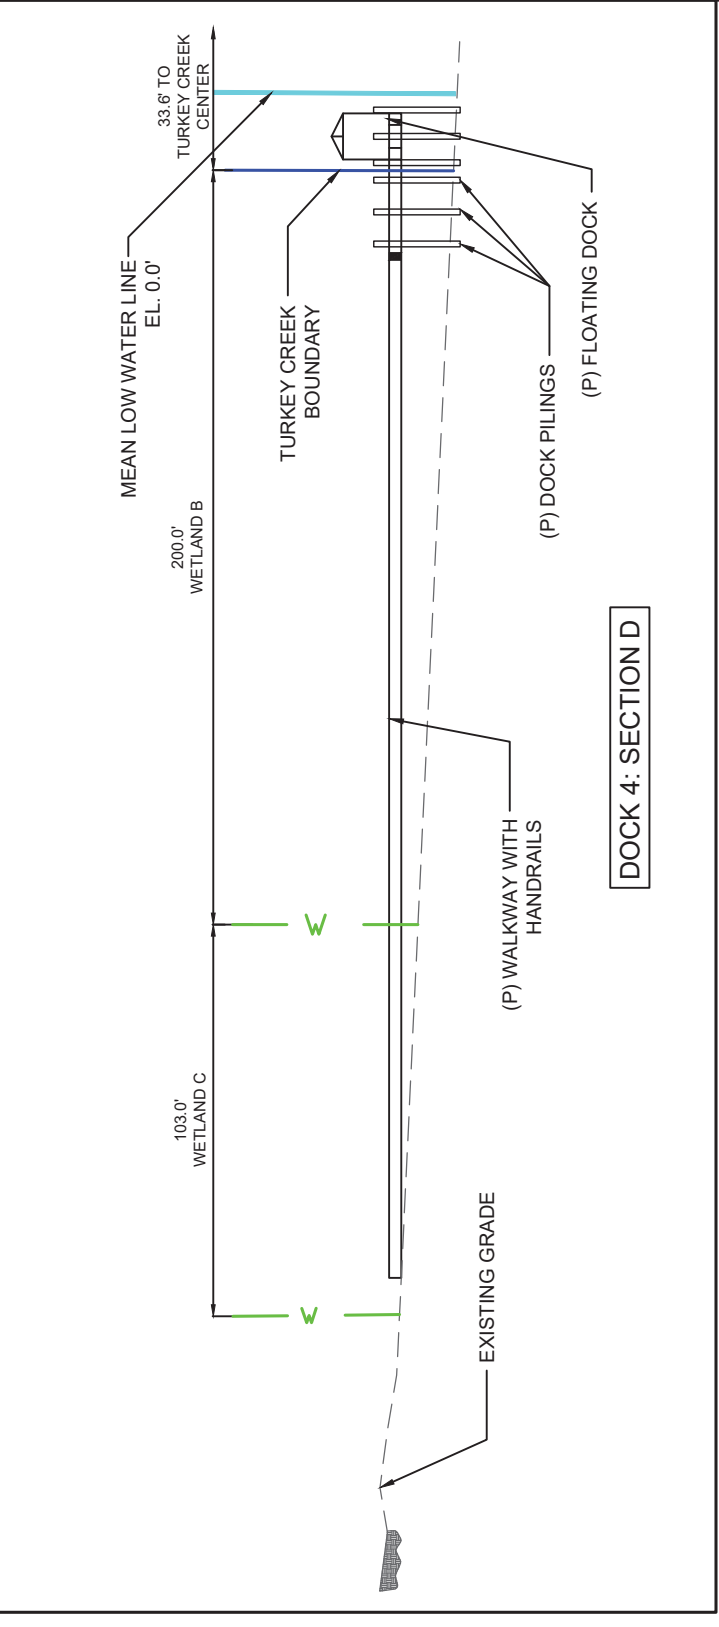 EXISTING GRADE
103.0'
WETLAND C
W
W
(P) WALKWAY WITH
HANDRAILS
200.0'
WETLAND B
MEAN LOW WATER LINE
EL. 0.0'
TURKEY CREEK
BOUNDARY
33.6' TO
TURKEY CREEK
CENTER
(P) DOCK PILINGS
(P) FLOATING DOCK
DOCK 4: SECTION D